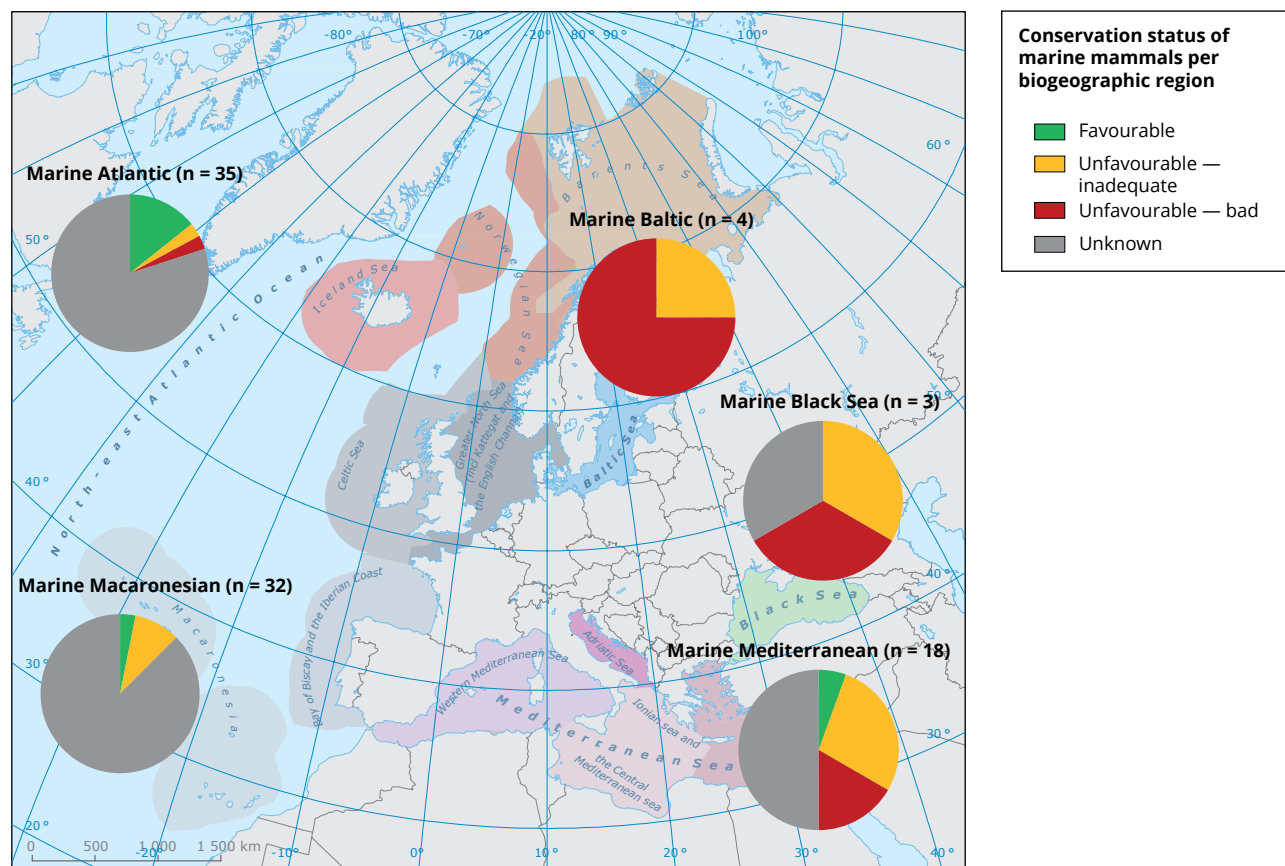 -80°
-20°
80°
90°
100°
60°
Marine Atlantic (n = 35)
50°
Barents Sea
Marine Baltic (n = 4)
Norwegian Sea
Iceland Sea
North-east Atlantic Ocean
Marine Black Sea (n = 3)
50°
Greater North Sea
(incl Kattegat and
the English Channel)
Celtic Sea
Baltic Sea
40°
40°
Marine Macaronesian (n = 32)
Macaronesia
Bay of Biscay and the Iberian Coast
Black Sea
Adriatic Sea
Marine Mediterranean (n = 18)
Western Mediterranean Sea
Mediterranean Sea
Ionian sea and
the Central
Mediterranean sea
30°
30°
20°
0
500
1 000
1 500 km
-20°
-10°
0°
10°
20°
30°
40°
Conservation status of
marine mammals per
biogeographic region
Favourable
Unfavourable —
inadequate
Unfavourable — bad
Unknown